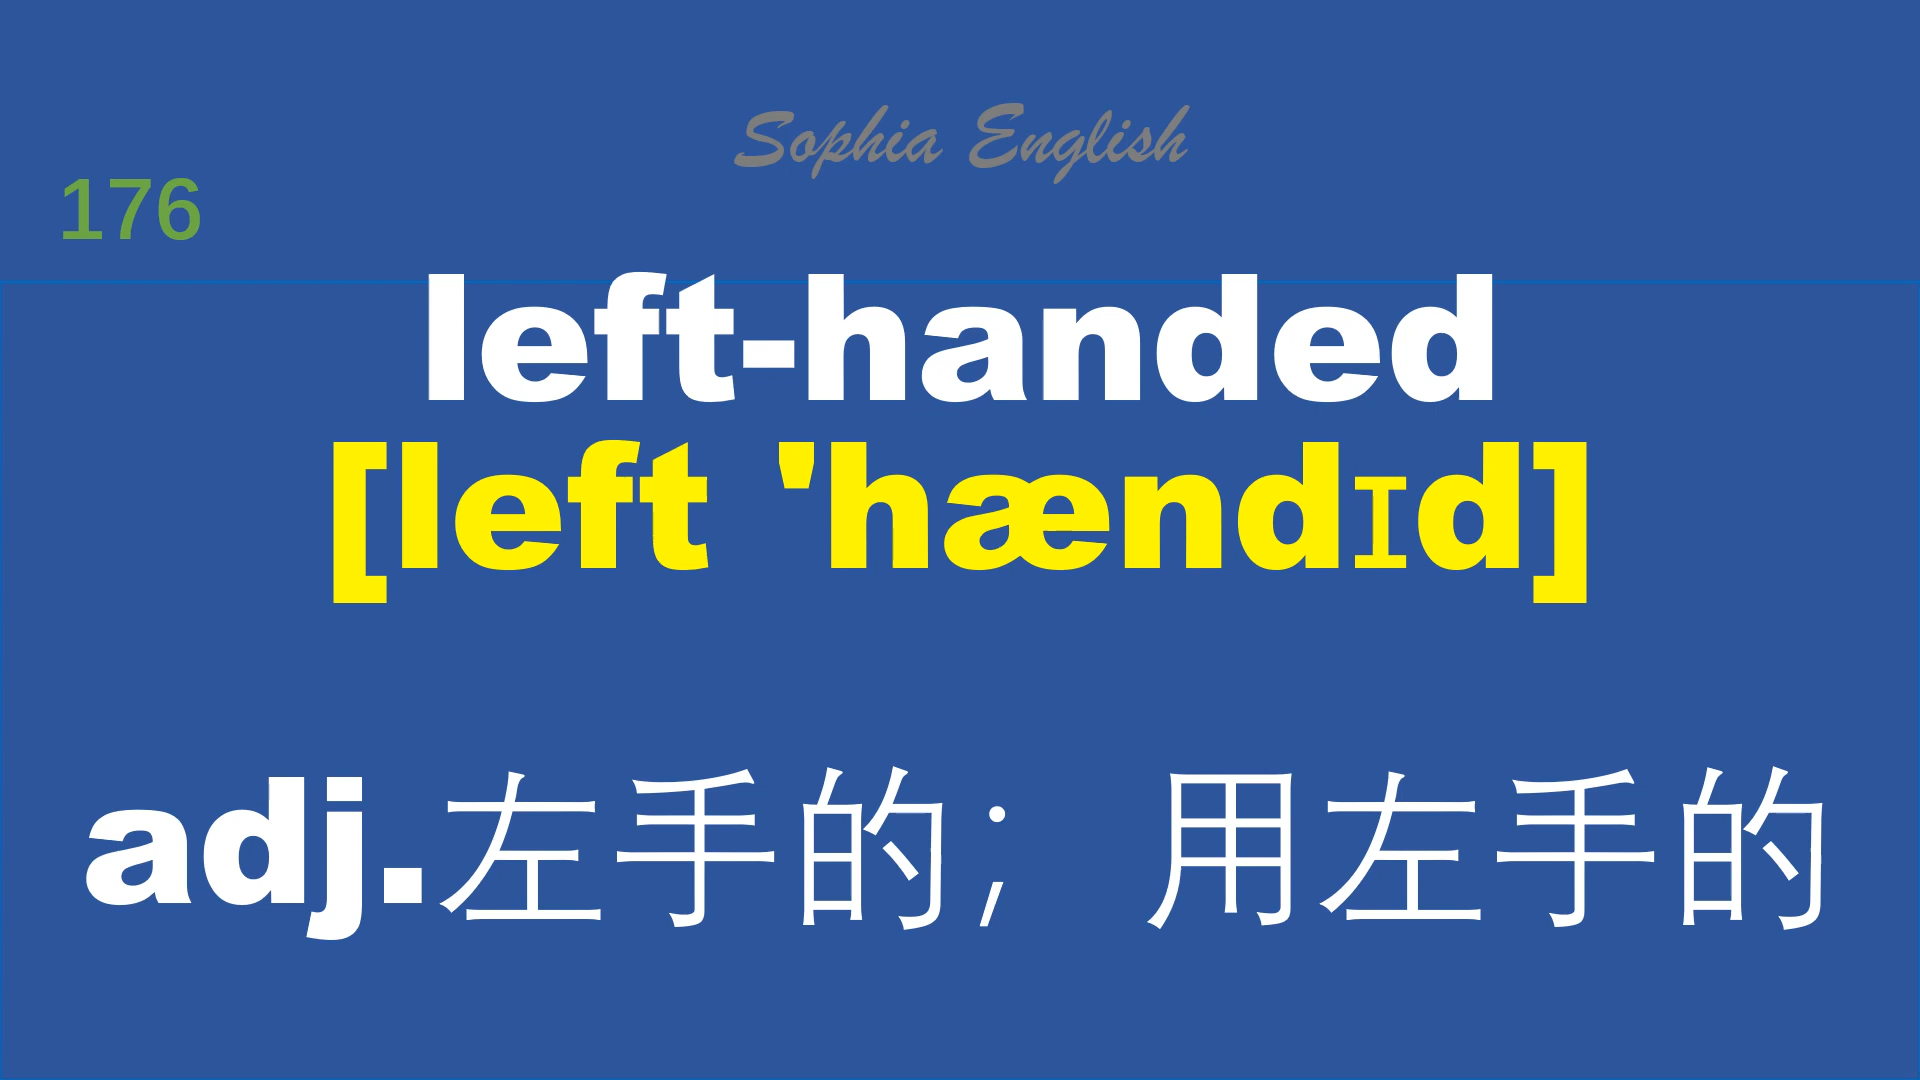 Sophia English
176
left-handed
[left 'hændɪd]
adj.左手的；用左手的